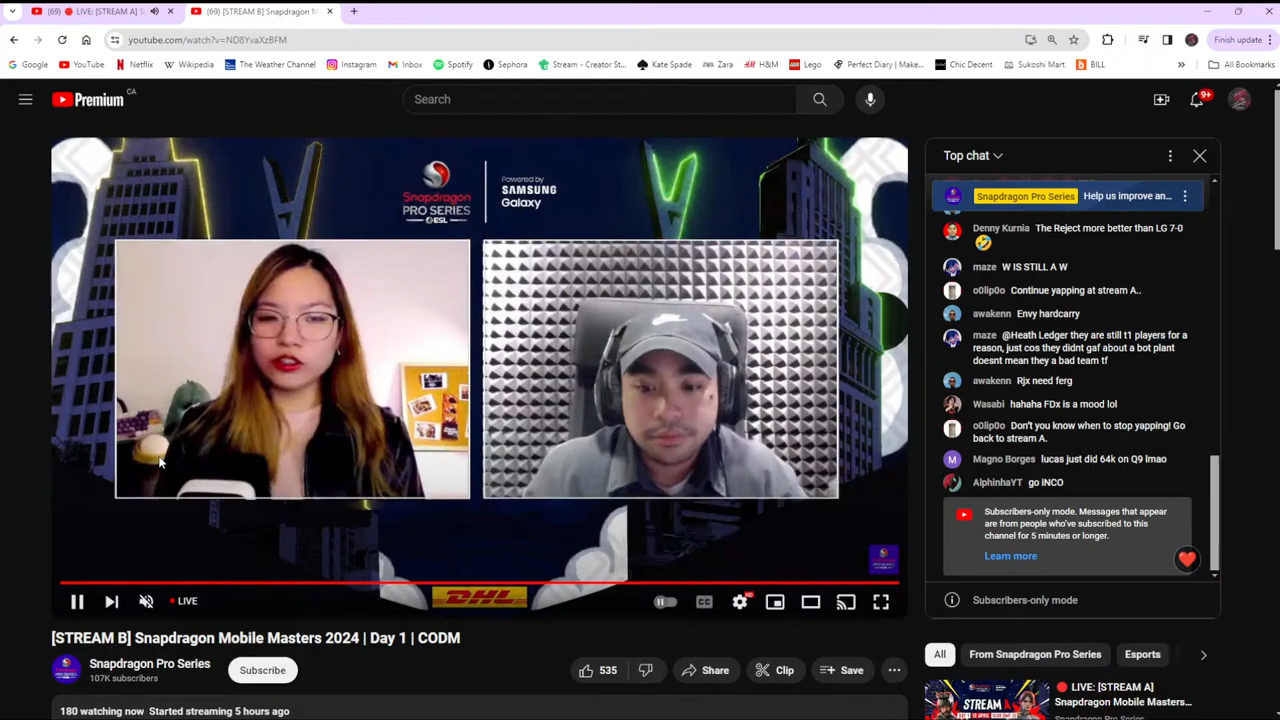 (69) 🔴 LIVE: [STREAM A] S
(69) [STREAM B] Snapdragon M
youtube.com/watch?v=ND8YvaXzBFM
Finish update
Google
YouTube
Netflix
Wikipedia
The Weather Channel
Instagram
Inbox
Spotify
Sephora
Stream - Creator St...
Kate Spade
Zara
H&M
Lego
Perfect Diary | Make...
Chic Decent
Sukoshi Mart
BILL
All Bookmarks
Premium CA
Search
9+
Snapdragon
PRO SERIES
ESL
Powered by
SAMSUNG
Galaxy
DHL
LIVE
CC
HD
Top chat
Snapdragon Pro Series Help us improve an...
Denny Kurnia The Reject more better than LG 7-0
🤣
maze W IS STILL A W
o0lip0o Continue yapping at stream A..
awakenn Envy hardcarry
maze @Heath Ledger they are still t1 players for a
reason, just cos they didnt gaf about a bot plant
doesnt mean they a bad team tf
awakenn Rjx need ferg
Wasabi hahaha FDx is a mood lol
o0lip0o Don't you know when to stop yapping! Go
back to stream A.
M Magno Borges lucas just did 64k on Q9 lmao
AlphinhaYT go iNCO
Subscribers-only mode. Messages that appear
are from people who've subscribed to this
channel for 5 minutes or longer.
Learn more
Subscribers-only mode
[STREAM B] Snapdragon Mobile Masters 2024 | Day 1 | CODM
Snapdragon Pro Series
107K subscribers
Subscribe
535
Share
Clip
Save
180 watching now Started streaming 5 hours ago
All
From Snapdragon Pro Series
Esports
STREAM A
🔴 LIVE: [STREAM A]
Snapdragon Mobile Masters...